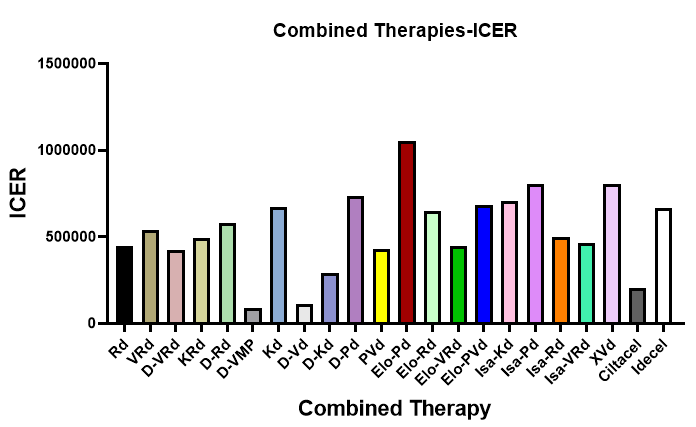 Combined Therapies-ICER
1500000
1000000
500000
0
ICER
Rd
VRd
D-VRd
KRd
D-Rd
D-VMP
Kd
D-Vd
D-Kd
D-Pd
PVd
Elo-Pd
Elo-Rd
Elo-VRd
Elo-PVd
Isa-Kd
Isa-Pd
Isa-Rd
Isa-VRd
XVd
Ciltacel
Idecel
Combined Therapy